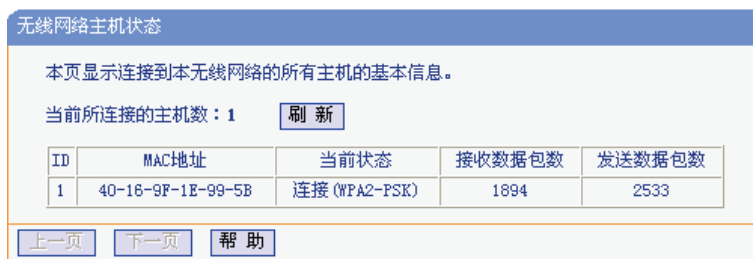 无线网络主机状态
本页显示连接到本无线网络的所有主机的基本信息。
当前所连接的主机数：1 刷 新
ID MAC地址 当前状态 接收数据包数 发送数据包数
1 40-16-9F-1E-99-5B 连接(WPA2-PSK) 1894 2533
上一页 下一页 帮 助